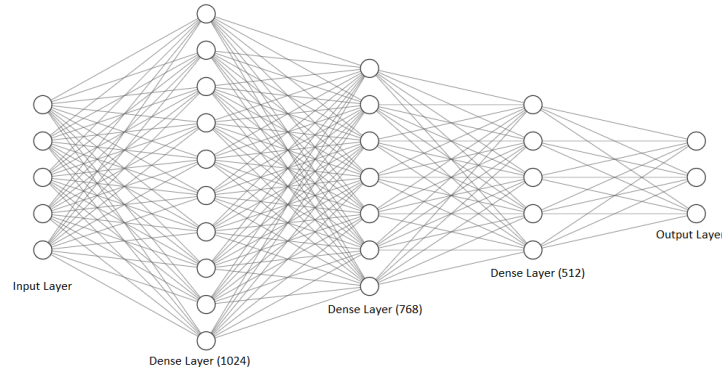 Input Layer
Dense Layer (1024)
Dense Layer (768)
Dense Layer (512)
Output Layer